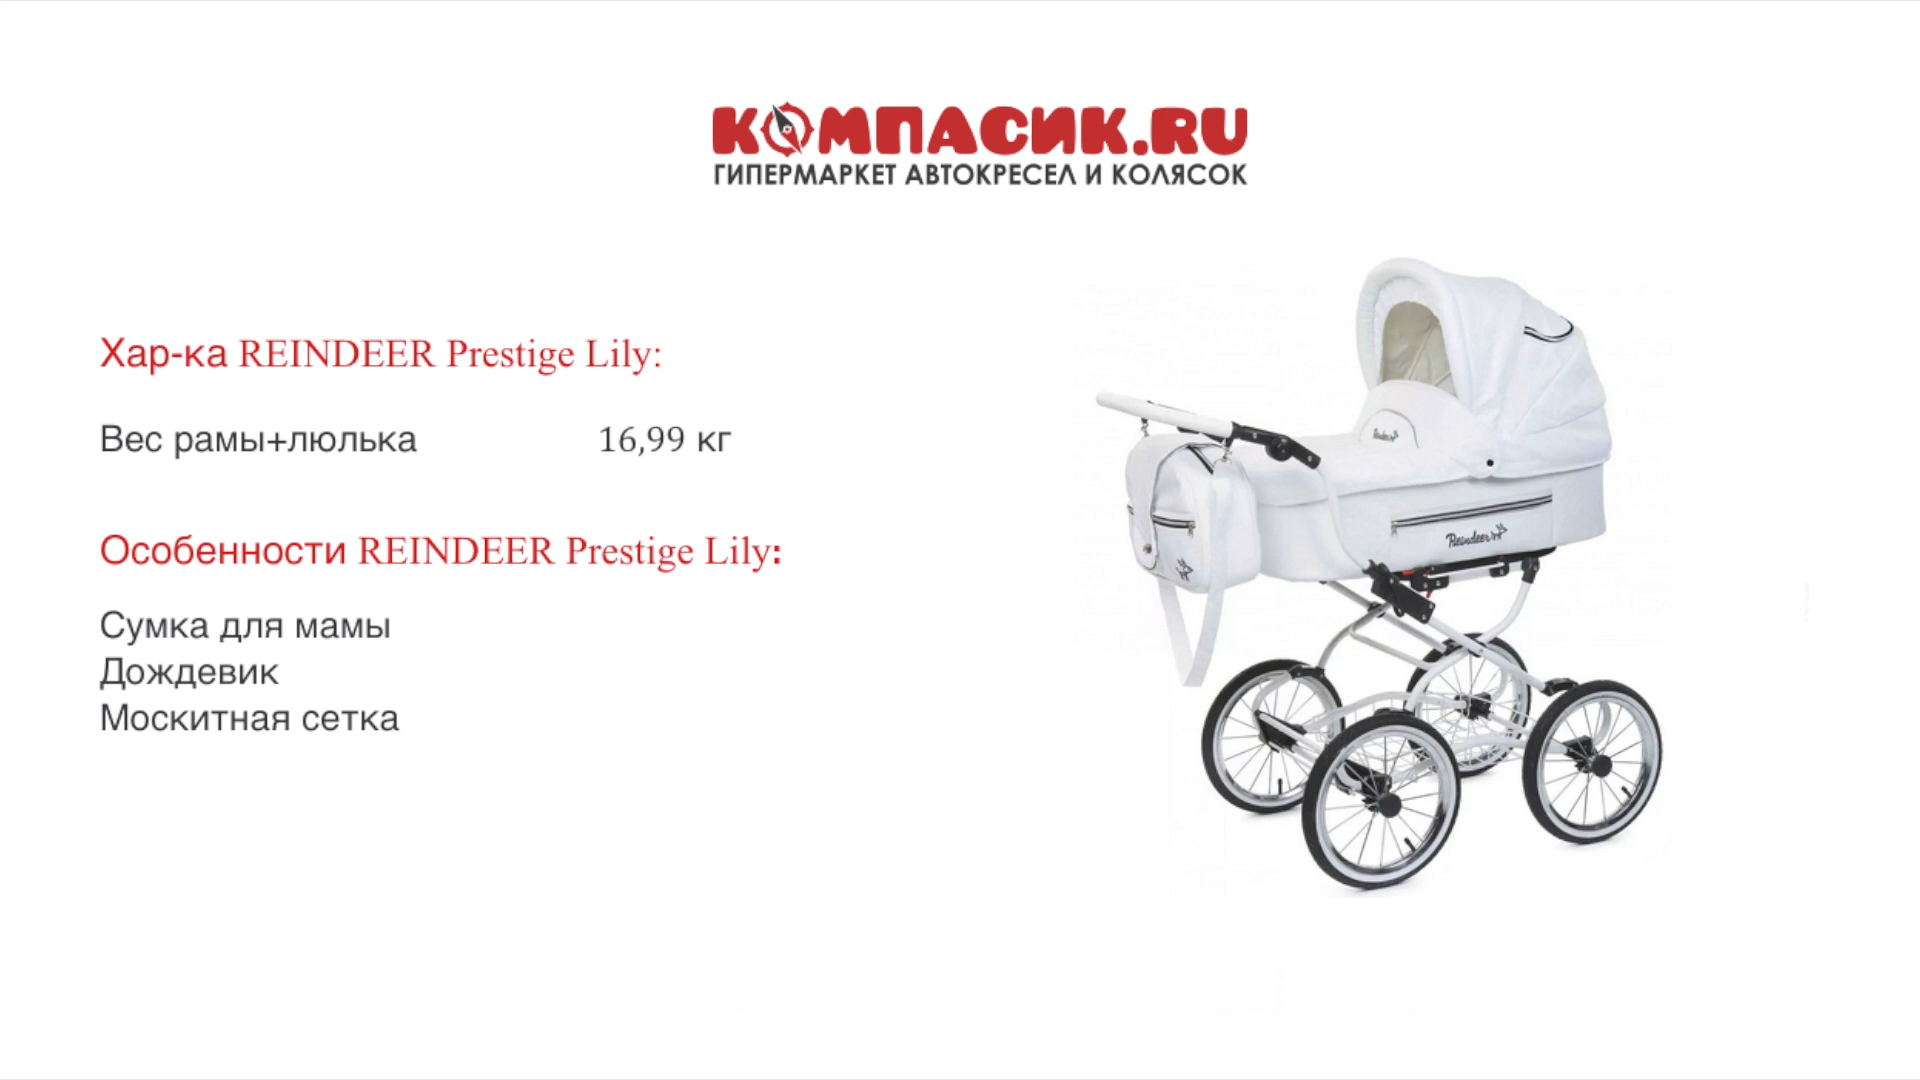 КОМПАСИК.RU
ГИПЕРМАРКЕТ АВТОКРЕСЕЛ И КОЛЯСОК
Хар-ка REINDEER Prestige Lily:
Вес рамы+люлька 16,99 кг
Особенности REINDEER Prestige Lily:
Сумка для мамы
Дождевик
Москитная сетка
Reindeer
Reindeer